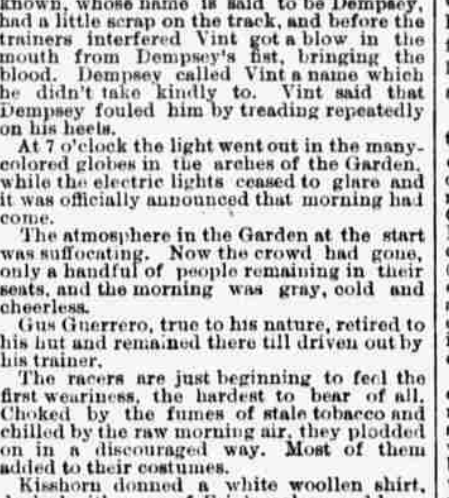 known, whose name is said to be Dempsey,
had a little scrap on the track, and before the
trainers interfered Vint got a blow in the
mouth from Dempsey's fist, bringing the
blood. Dempsey called Vint a name which
he didn't take kindly to. Vint said that
Dempsey fouled him by treading repeatedly
on his heels.
At 7 o'clock the light went out in the many-
colored globes in the arches of the Garden,
while the electric lights ceased to glare and
it was officially announced that morning had
come.
The atmosphere in the Garden at the start
was suffocating. Now the crowd had gone,
only a handful of people remaining in their
seats, and the morning was gray, cold and
cheerless.
Gus Guerrero, true to his nature, retired to
his hut and remained there till driven out by
his trainer.
The racers are just beginning to feel the
first weariness, the hardest to bear of all.
Choked by the fumes of stale tobacco and
chilled by the raw morning air, they plodded
on in a discouraged way. Most of them
added to their costumes.
Kisshorn donned a white woollen shirt,